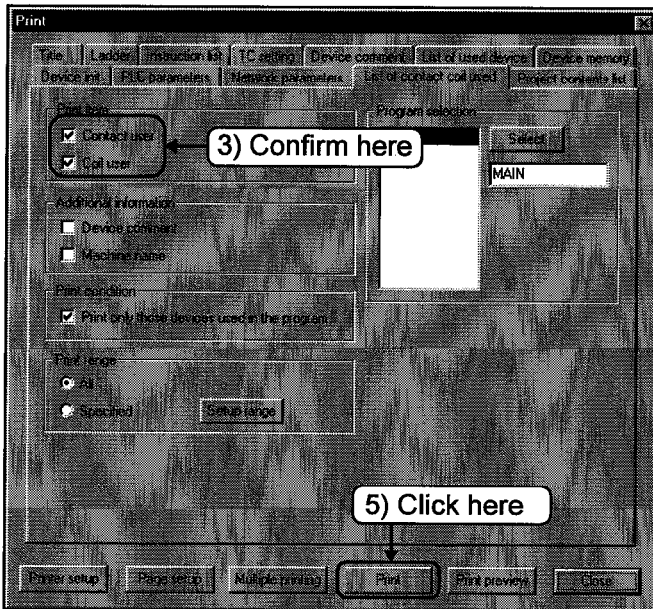 Print
Title Ladder Instruction list TC setting Device comment List of used device Device memory
Device init PLC parameters Network parameters List of contact coil used Project contents list
Print item
Contact user
Coil user
3) Confirm here
Program selection
Select
MAIN
Additional information
Device comment
Machine name
Print condition
Print only those devices used in the program
Print range
All
Specified
Setup range
5) Click here
Printer setup Page setup Multiple printing Print Print preview Close